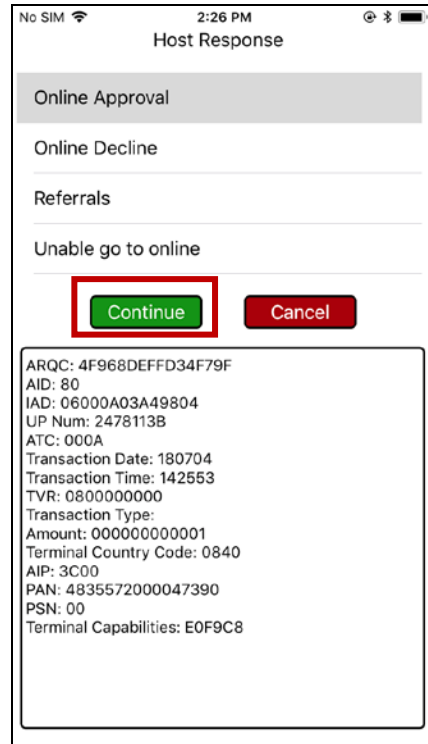 No SIM 2:26 PM
Host Response
Online Approval
Online Decline
Referrals
Unable go to online
Continue Cancel
ARQC: 4F968DEFFD34F79F
AID: 80
IAD: 06000A03A49804
UP Num: 2478113B
ATC: 000A
Transaction Date: 180704
Transaction Time: 142553
TVR: 0800000000
Transaction Type:
Amount: 000000000001
Terminal Country Code: 0840
AIP: 3C00
PAN: 4835572000047390
PSN: 00
Terminal Capabilities: E0F9C8